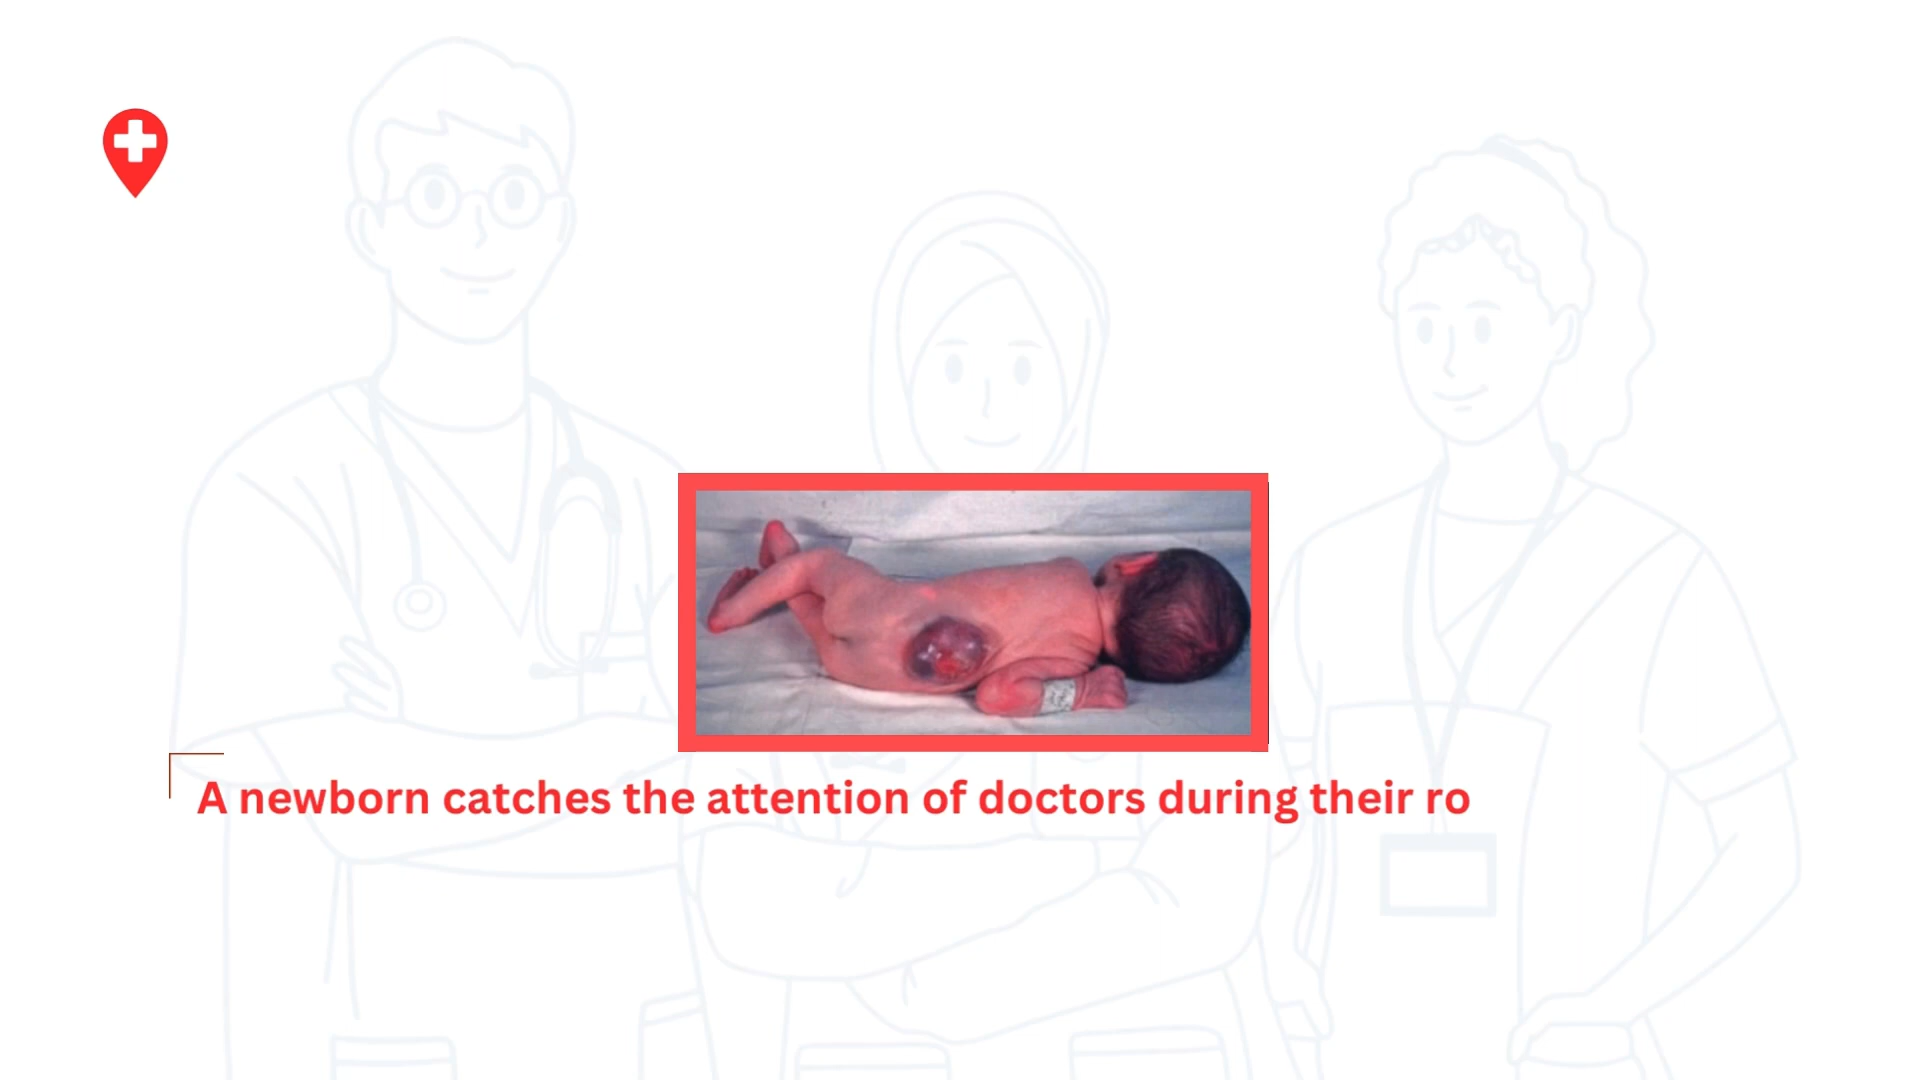 A newborn catches the attention of doctors during their ro